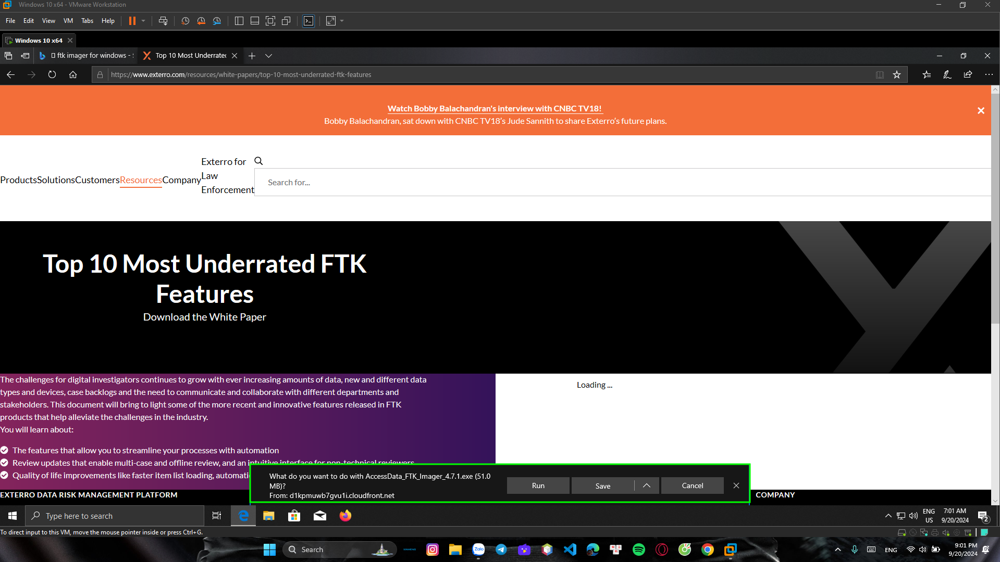 Windows 10 x64 - VMware Workstation
File Edit View VM Tabs Help
Windows 10 x64
ftk imager for windows -
Top 10 Most Underrated
https://www.exterro.com/resources/white-papers/top-10-most-underrated-ftk-features
Watch Bobby Balachandran's interview with CNBC TV18!
Bobby Balachandran, sat down with CNBC TV18’s Jude Sannith to share Exterro’s future plans.
Products Solutions Customers Resources Company
Exterro for
Law
Enforcement
Search for...
Top 10 Most Underrated FTK
Features
Download the White Paper
The challenges for digital investigators continues to grow with ever increasing amounts of data, new and different data
types and devices, case backlogs and the need to communicate and collaborate with different departments and
stakeholders. This document will bring to light some of the more recent and innovative features released in FTK
products that help alleviate the challenges in the industry.
You will learn about:
The features that allow you to streamline your processes with automation
Review updates that enable multi-case and offline review, and an intuitive interface for non-technical reviewers
Quality of life improvements like faster item list loading, automati
Loading ...
What do you want to do with AccessData_FTK_Imager_4.7.1.exe (51.0
MB)?
From: d1kpmuwb7gvu1i.cloudfront.net
Run Save Cancel
EXTERRO DATA RISK MANAGEMENT PLATFORM
COMPANY
Type here to search
ENG
US
7:01 AM
9/20/2024
2
To direct input to this VM, move the mouse pointer inside or press Ctrl+G.
Search
Zalo
ENG
9:01 PM
9/20/2024